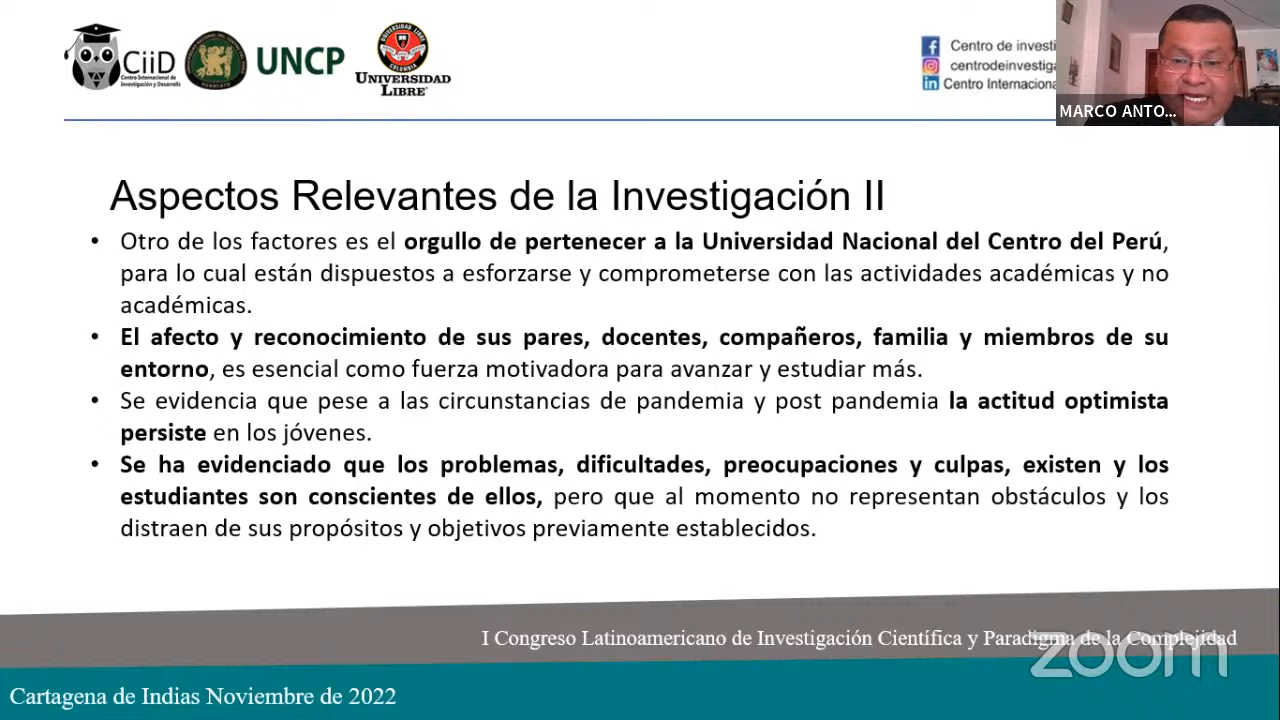 CiiD
Centro Internacional de
Investigación y Desarrollo
UNCP
UNIVERSIDAD LIBRE
COLOMBIA
UNIVERSIDAD
LIBRE
Centro de investi
centrodeinvestiga
Centro Internaciona
MARCO ANTO...
Aspectos Relevantes de la Investigación II
• Otro de los factores es el orgullo de pertenecer a la Universidad Nacional del Centro del Perú,
para lo cual están dispuestos a esforzarse y comprometerse con las actividades académicas y no
académicas.
• El afecto y reconocimiento de sus pares, docentes, compañeros, familia y miembros de su
entorno, es esencial como fuerza motivadora para avanzar y estudiar más.
• Se evidencia que pese a las circunstancias de pandemia y post pandemia la actitud optimista
persiste en los jóvenes.
• Se ha evidenciado que los problemas, dificultades, preocupaciones y culpas, existen y los
estudiantes son conscientes de ellos, pero que al momento no representan obstáculos y los
distraen de sus propósitos y objetivos previamente establecidos.
I Congreso Latinoamericano de Investigación Científica y Paradigma de la Complejidad
zoom
Cartagena de Indias Noviembre de 2022